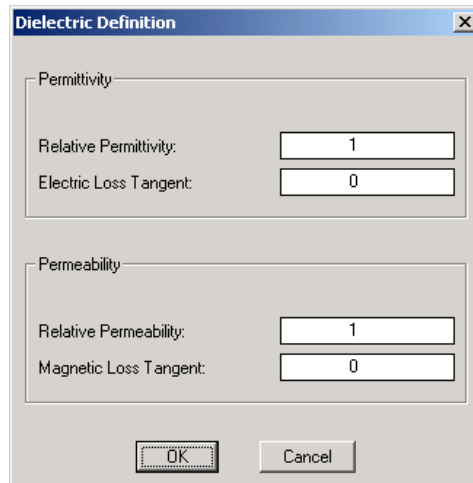 Dielectric Definition
Permittivity
Relative Permittivity: 1
Electric Loss Tangent: 0
Permeability
Relative Permeability: 1
Magnetic Loss Tangent: 0
OK Cancel